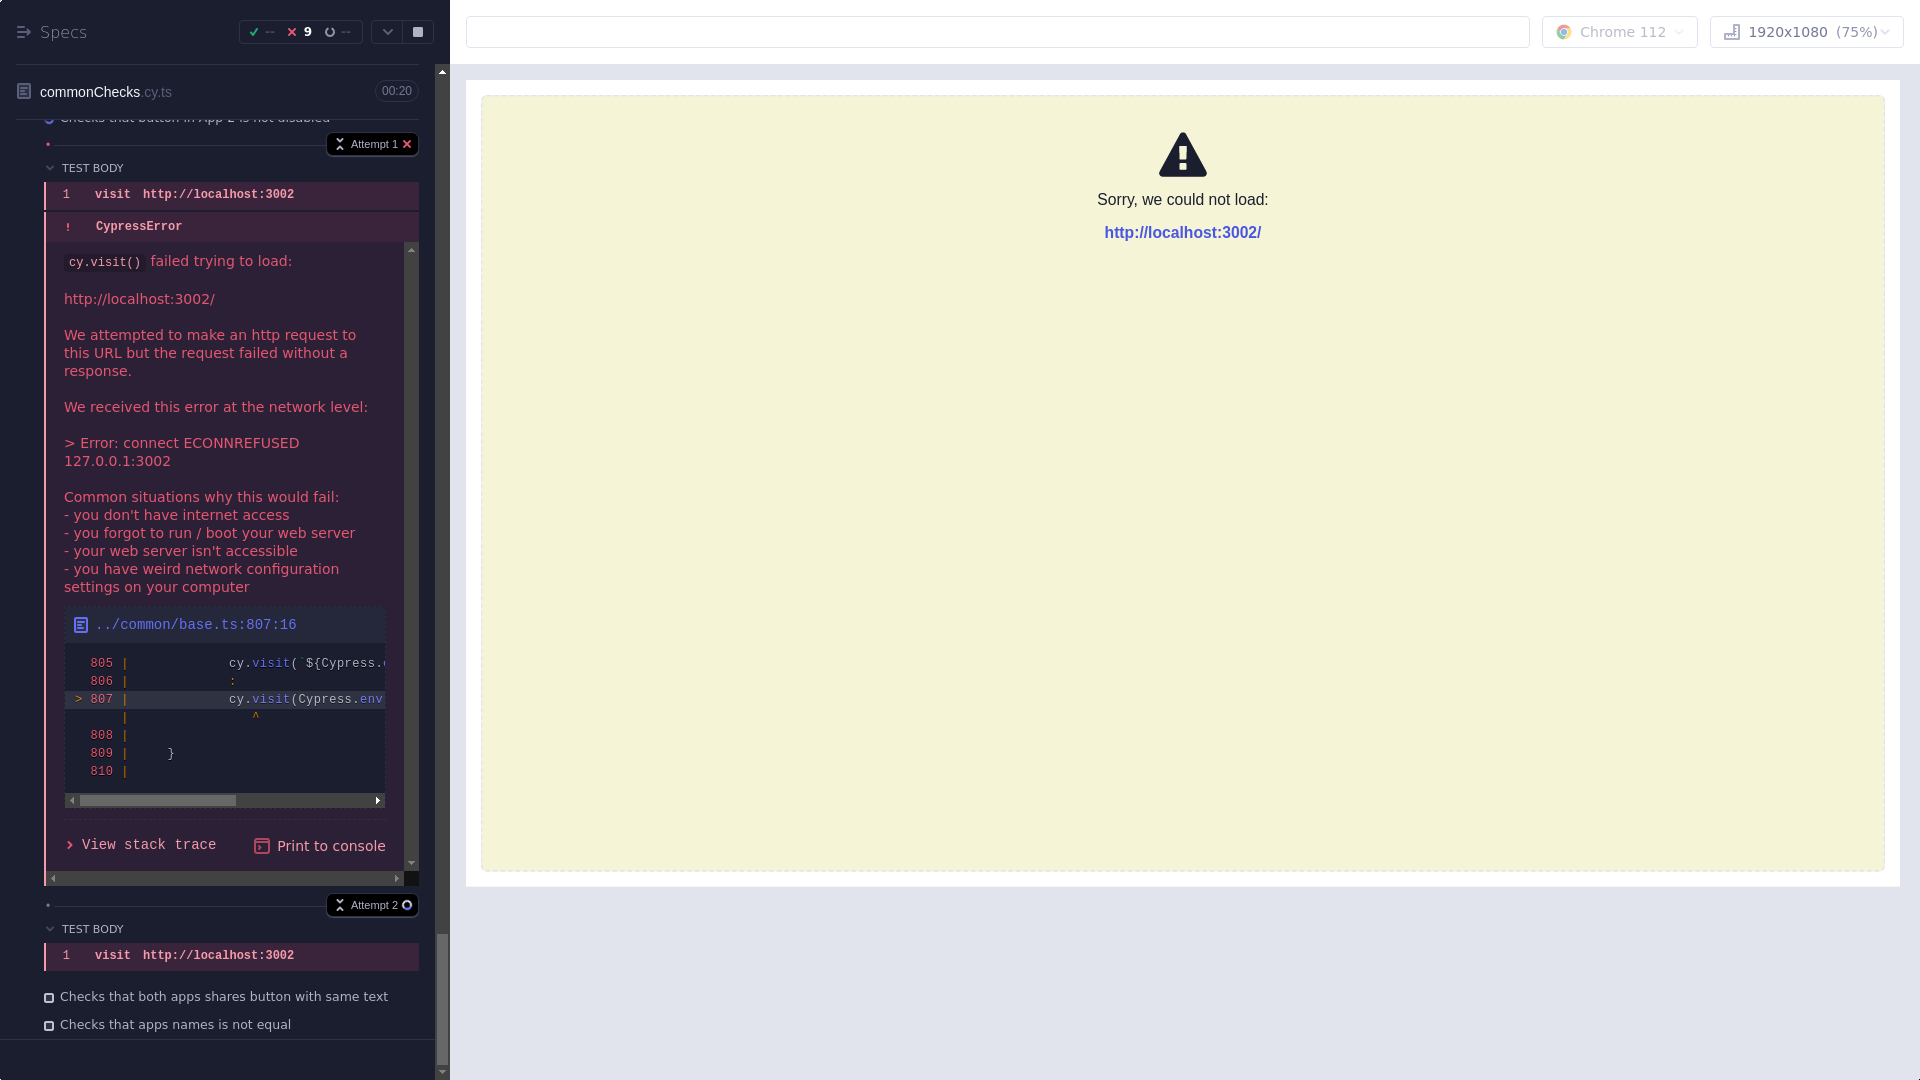 Specs
--
9
--
Chrome 112
1920x1080 (75%)
commonChecks.cy.ts
00:20
Checks that button in App 2 is not disabled
Attempt 1
TEST BODY
1 visit http://localhost:3002
! CypressError
cy.visit() failed trying to load:
http://localhost:3002/
We attempted to make an http request to
this URL but the request failed without a
response.
We received this error at the network level:
> Error: connect ECONNREFUSED
127.0.0.1:3002
Common situations why this would fail:
- you don't have internet access
- you forgot to run / boot your web server
- your web server isn't accessible
- you have weird network configuration
settings on your computer
../common/base.ts:807:16
805 | cy.visit(`${Cypress.
806 | :
> 807 | cy.visit(Cypress.env
| ^
808 |
809 | }
810 |
View stack trace
Print to console
Attempt 2
TEST BODY
1 visit http://localhost:3002
Checks that both apps shares button with same text
Checks that apps names is not equal
Sorry, we could not load:
http://localhost:3002/